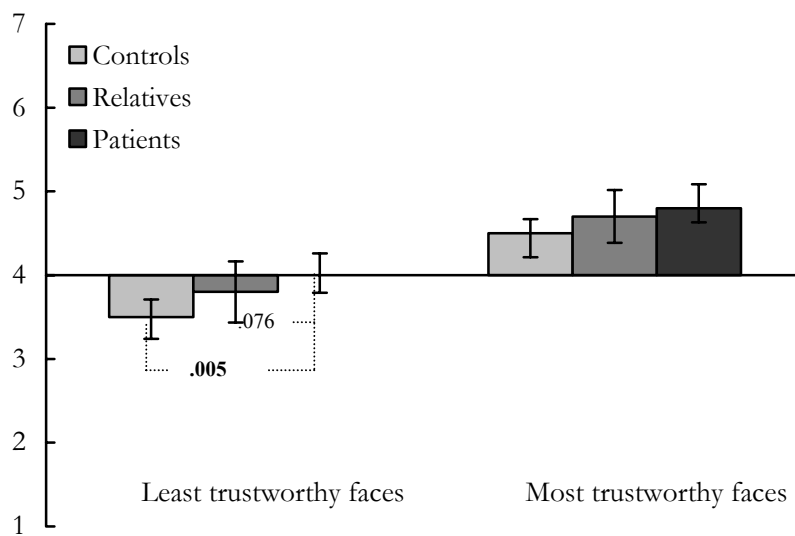 7
Controls
6
Relatives
Patients
5
4
.076
3
.005
2
Least trustworthy faces Most trustworthy faces
1